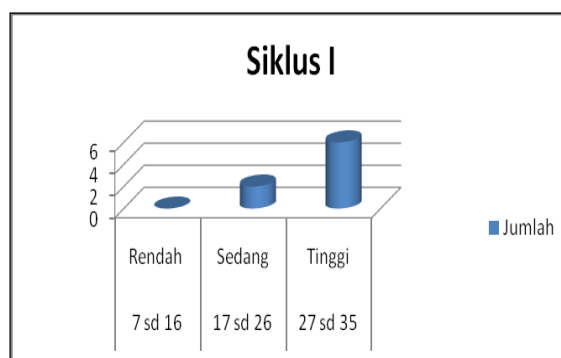 Siklus I
6
4
2
0
Rendah Sedang Tinggi
7 sd 16 17 sd 26 27 sd 35
Jumlah